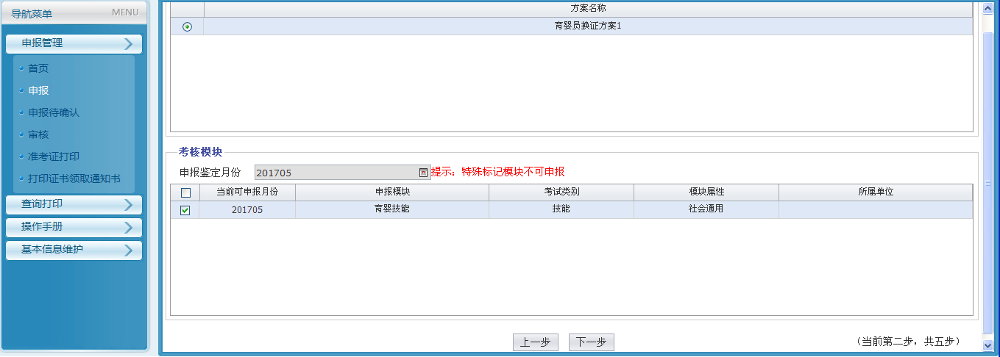 导航菜单 MENU
申报管理
首页
申报
申报待确认
审核
准考证打印
打印证书领取通知书
查询打印
操作手册
基本信息维护
方案名称
育婴员换证方案1
考核模块
申报鉴定月份 201705 提示：特殊标记模块不可申报
当前可申报月份 申报模块 考试类别 模块属性 所属单位
201705 育婴技能 技能 社会通用
上一步 下一步 （当前第二步，共五步）